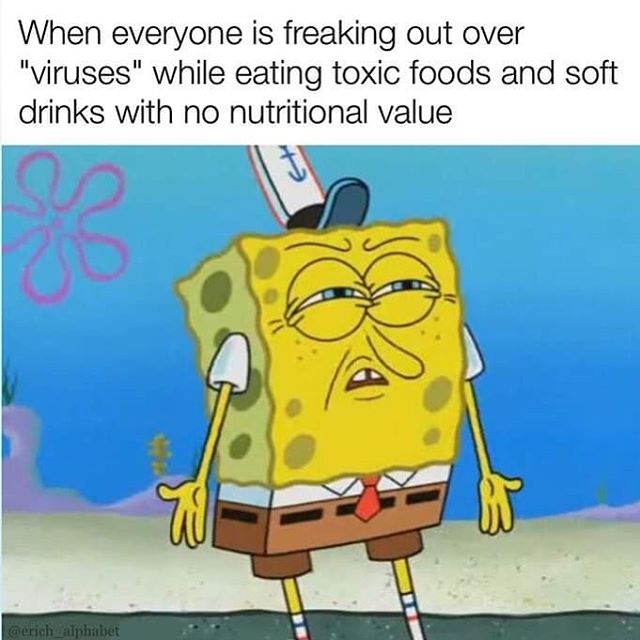 When everyone is freaking out over
"viruses" while eating toxic foods and soft
drinks with no nutritional value
@erich_alphabet